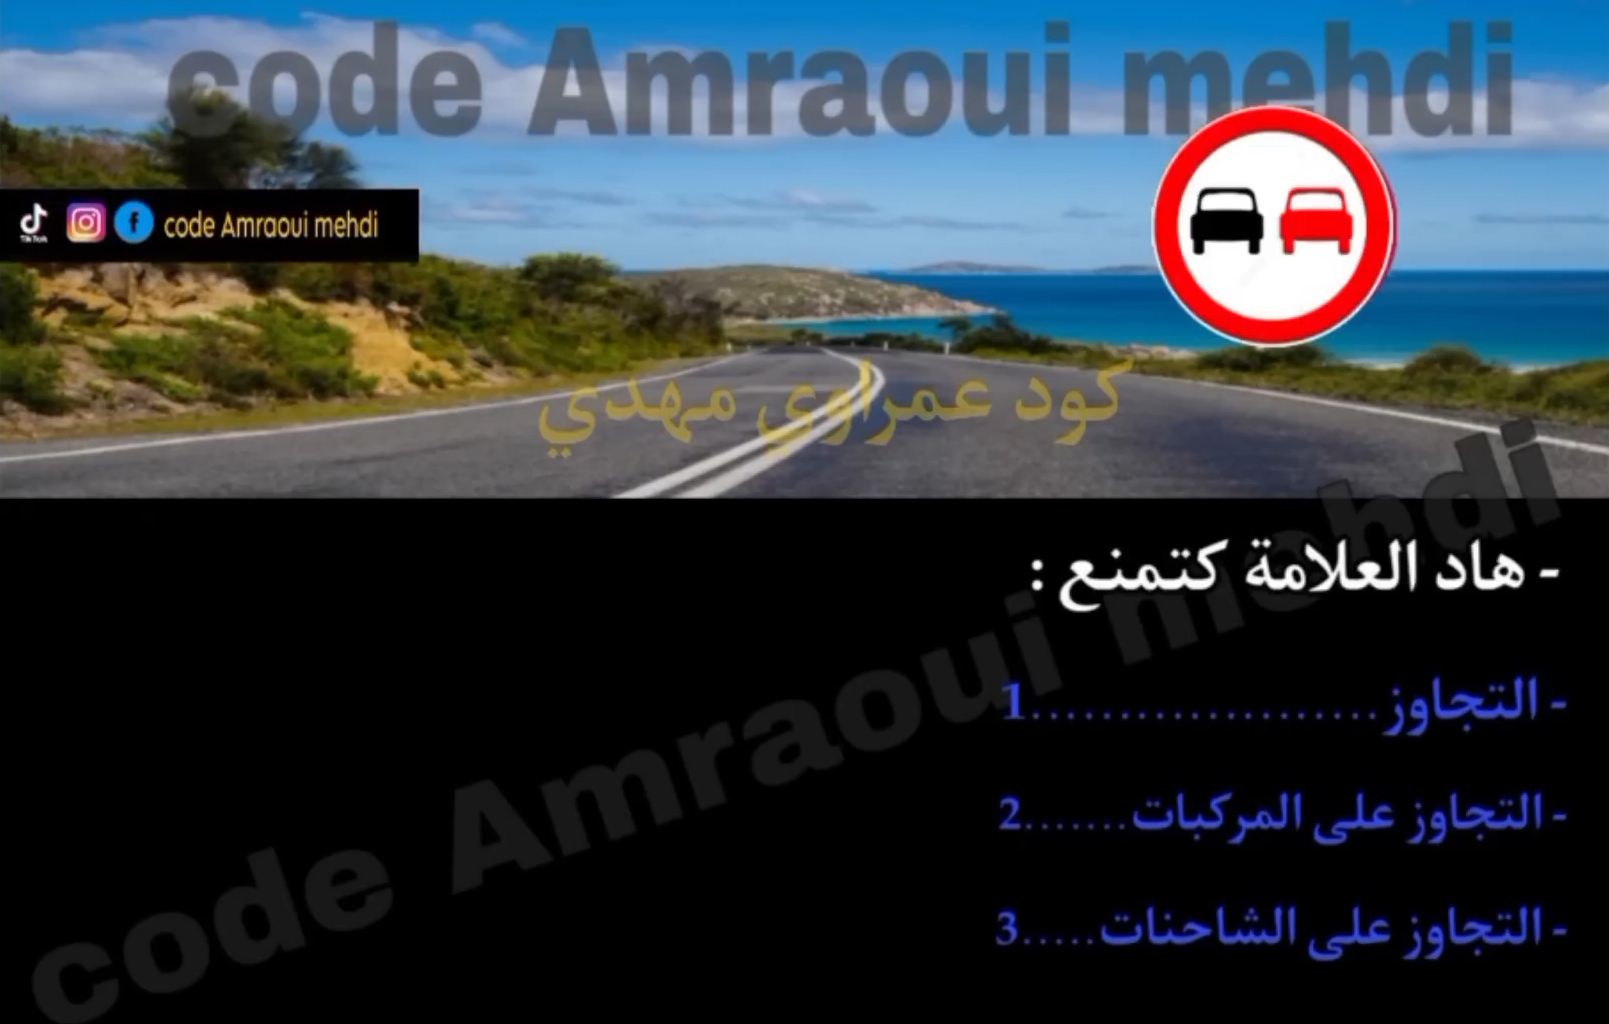 code Amraoui mehdi
TikTok code Amraoui mehdi
كود عمراوي مهدي
- هاد العلامة كتمنع :
- التجاوز....................1
- التجاوز على المركبات.......2
- التجاوز على الشاحنات.....3
code Amraoui mehdi